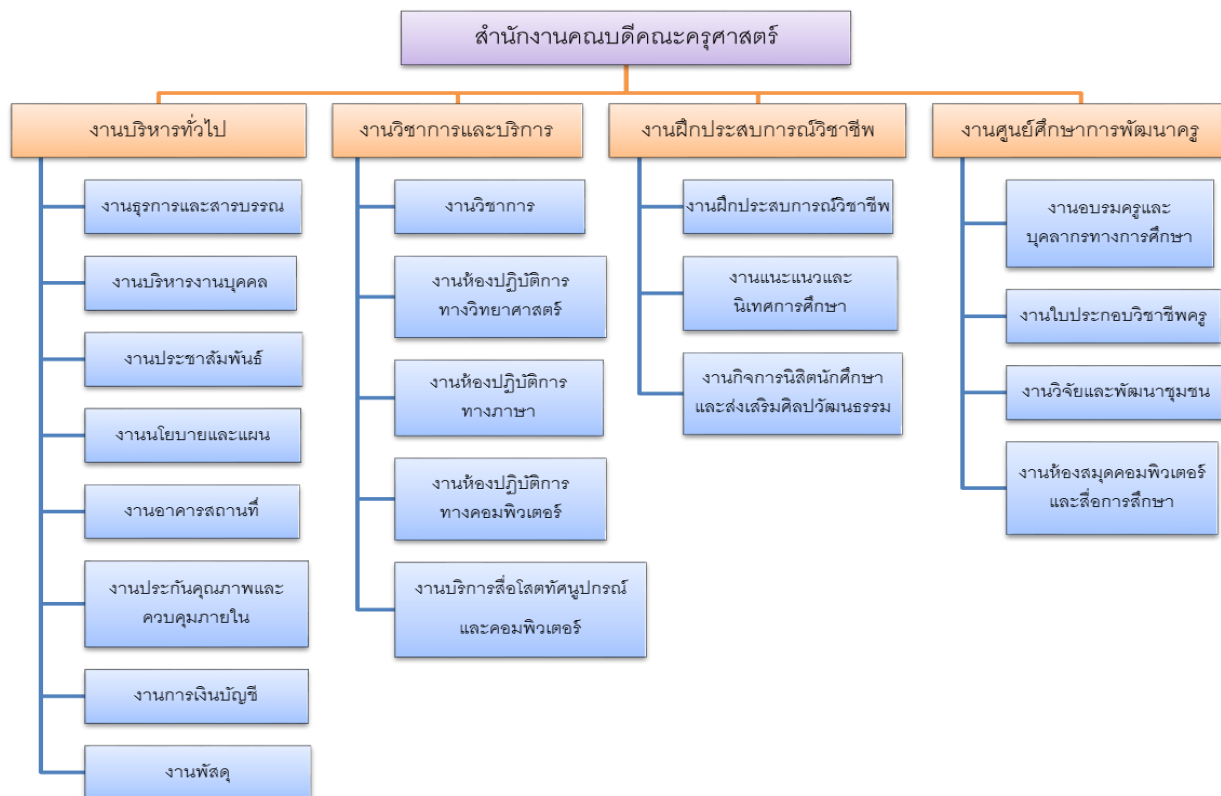 สำนักงานคณบดีคณะครุศาสตร์
งานบริหารทั่วไป
งานธุรการและสารบรรณ
งานบริหารงานบุคคล
งานประชาสัมพันธ์
งานนโยบายและแผน
งานอาคารสถานที่
งานประกันคุณภาพและ
ควบคุมภายใน
งานการเงินบัญชี
งานพัสดุ
งานวิชาการและบริการ
งานวิชาการ
งานห้องปฏิบัติการ
ทางวิทยาศาสตร์
งานห้องปฏิบัติการ
ทางภาษา
งานห้องปฏิบัติการ
ทางคอมพิวเตอร์
งานบริการสื่อโสตทัศนูปกรณ์
และคอมพิวเตอร์
งานฝึกประสบการณ์วิชาชีพ
งานฝึกประสบการณ์วิชาชีพ
งานแนะแนวและ
นิเทศการศึกษา
งานกิจการนิสิตนักศึกษา
และส่งเสริมศิลปวัฒนธรรม
งานศูนย์ศึกษาการพัฒนาครู
งานอบรมครูและ
บุคลากรทางการศึกษา
งานใบประกอบวิชาชีพครู
งานวิจัยและพัฒนาชุมชน
งานห้องสมุดคอมพิวเตอร์
และสื่อการสึกษา